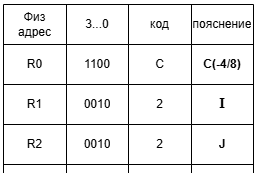 Физ адрес 3...0 код пояснение
R0 1100 C C(-4/8)
R1 0010 2 I
R2 0010 2 J